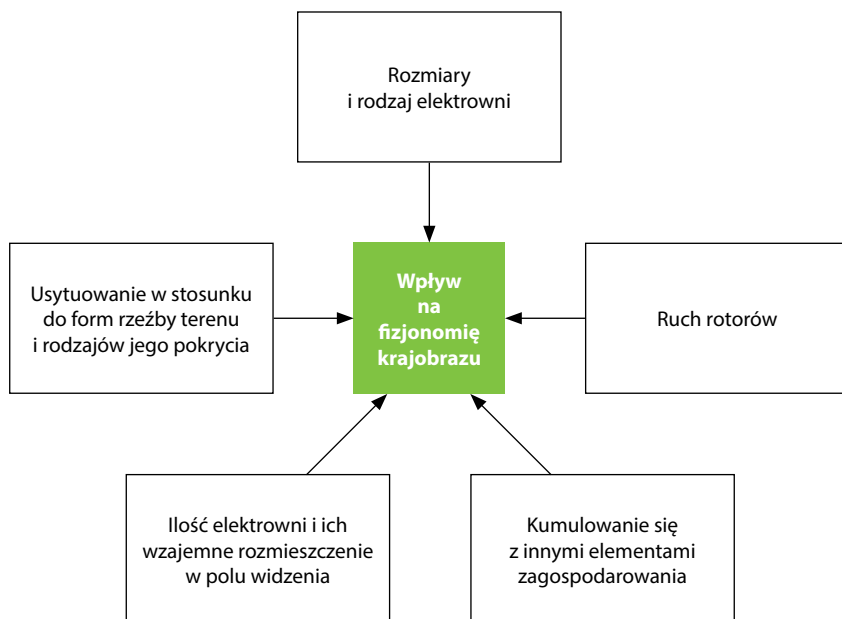 Rozmiary
i rodzaj elektrowni
Usytuowanie w stosunku
do form rzeźby terenu
i rodzajów jego pokrycia
Wpływ
na
fizjonomię
krajobrazu
Ruch rotorów
Ilość elektrowni i ich
wzajemne rozmieszczenie
w polu widzenia
Kumulowanie się
z innymi elementami
zagospodarowania